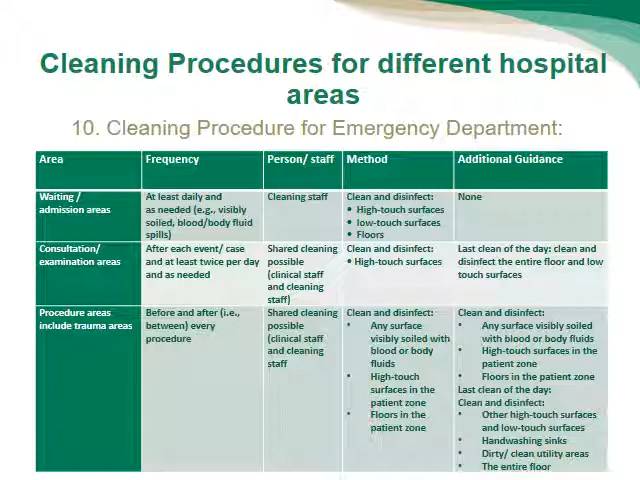 Cleaning Procedures for different hospital
areas
10. Cleaning Procedure for Emergency Department:
Area
Frequency
Person/ staff
Method
Additional Guidance
Waiting /
admission areas
At least daily and
as needed (e.g., visibly
soiled, blood/body fluid
spills)
Cleaning staff
Clean and disinfect:
• High-touch surfaces
• low-touch surfaces
• Floors
None
Consultation/
examination areas
After each event/ case
and at least twice per day
and as needed
Shared cleaning
possible
(clinical staff
and cleaning
staff)
Clean and disinfect:
• High-touch surfaces
Last clean of the day: clean and
disinfect the entire floor and low
touch surfaces
Procedure areas
include trauma areas
Before and after (i.e.,
between) every
procedure
Shared cleaning
possible
(clinical staff
and cleaning
staff
Clean and disinfect:
• Any surface
visibly soiled with
blood or body
fluids
• High-touch
surfaces in the
patient zone
• Floors in the
patient zone
Clean and disinfect:
• Any surface visibly soiled
with blood or body fluids
• High-touch surfaces in the
patient zone
• Floors in the patient zone
Last clean of the day:
Clean and disinfect:
• Other high-touch surfaces
and low-touch surfaces
• Handwashing sinks
• Dirty/ clean utility areas
• The entire floor